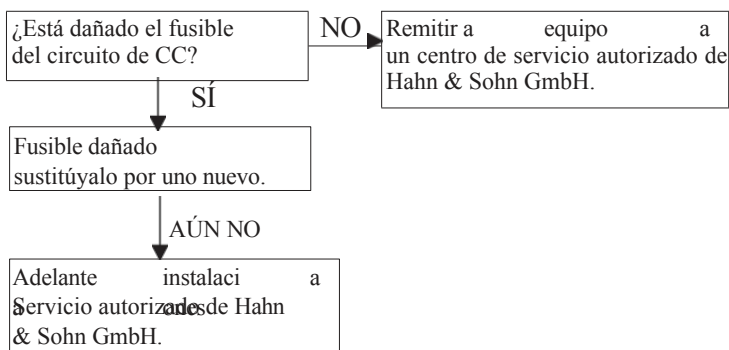 ¿Está dañado el fusible
del circuito de CC?
NO
Remitir a equipo a
un centro de servicio autorizado de
Hahn & Sohn GmbH.
SÍ
Fusible dañado
sustitúyalo por uno nuevo.
AÚN NO
Adelante instalaci a
Servicio autorizado de Hahn
& Sohn GmbH.